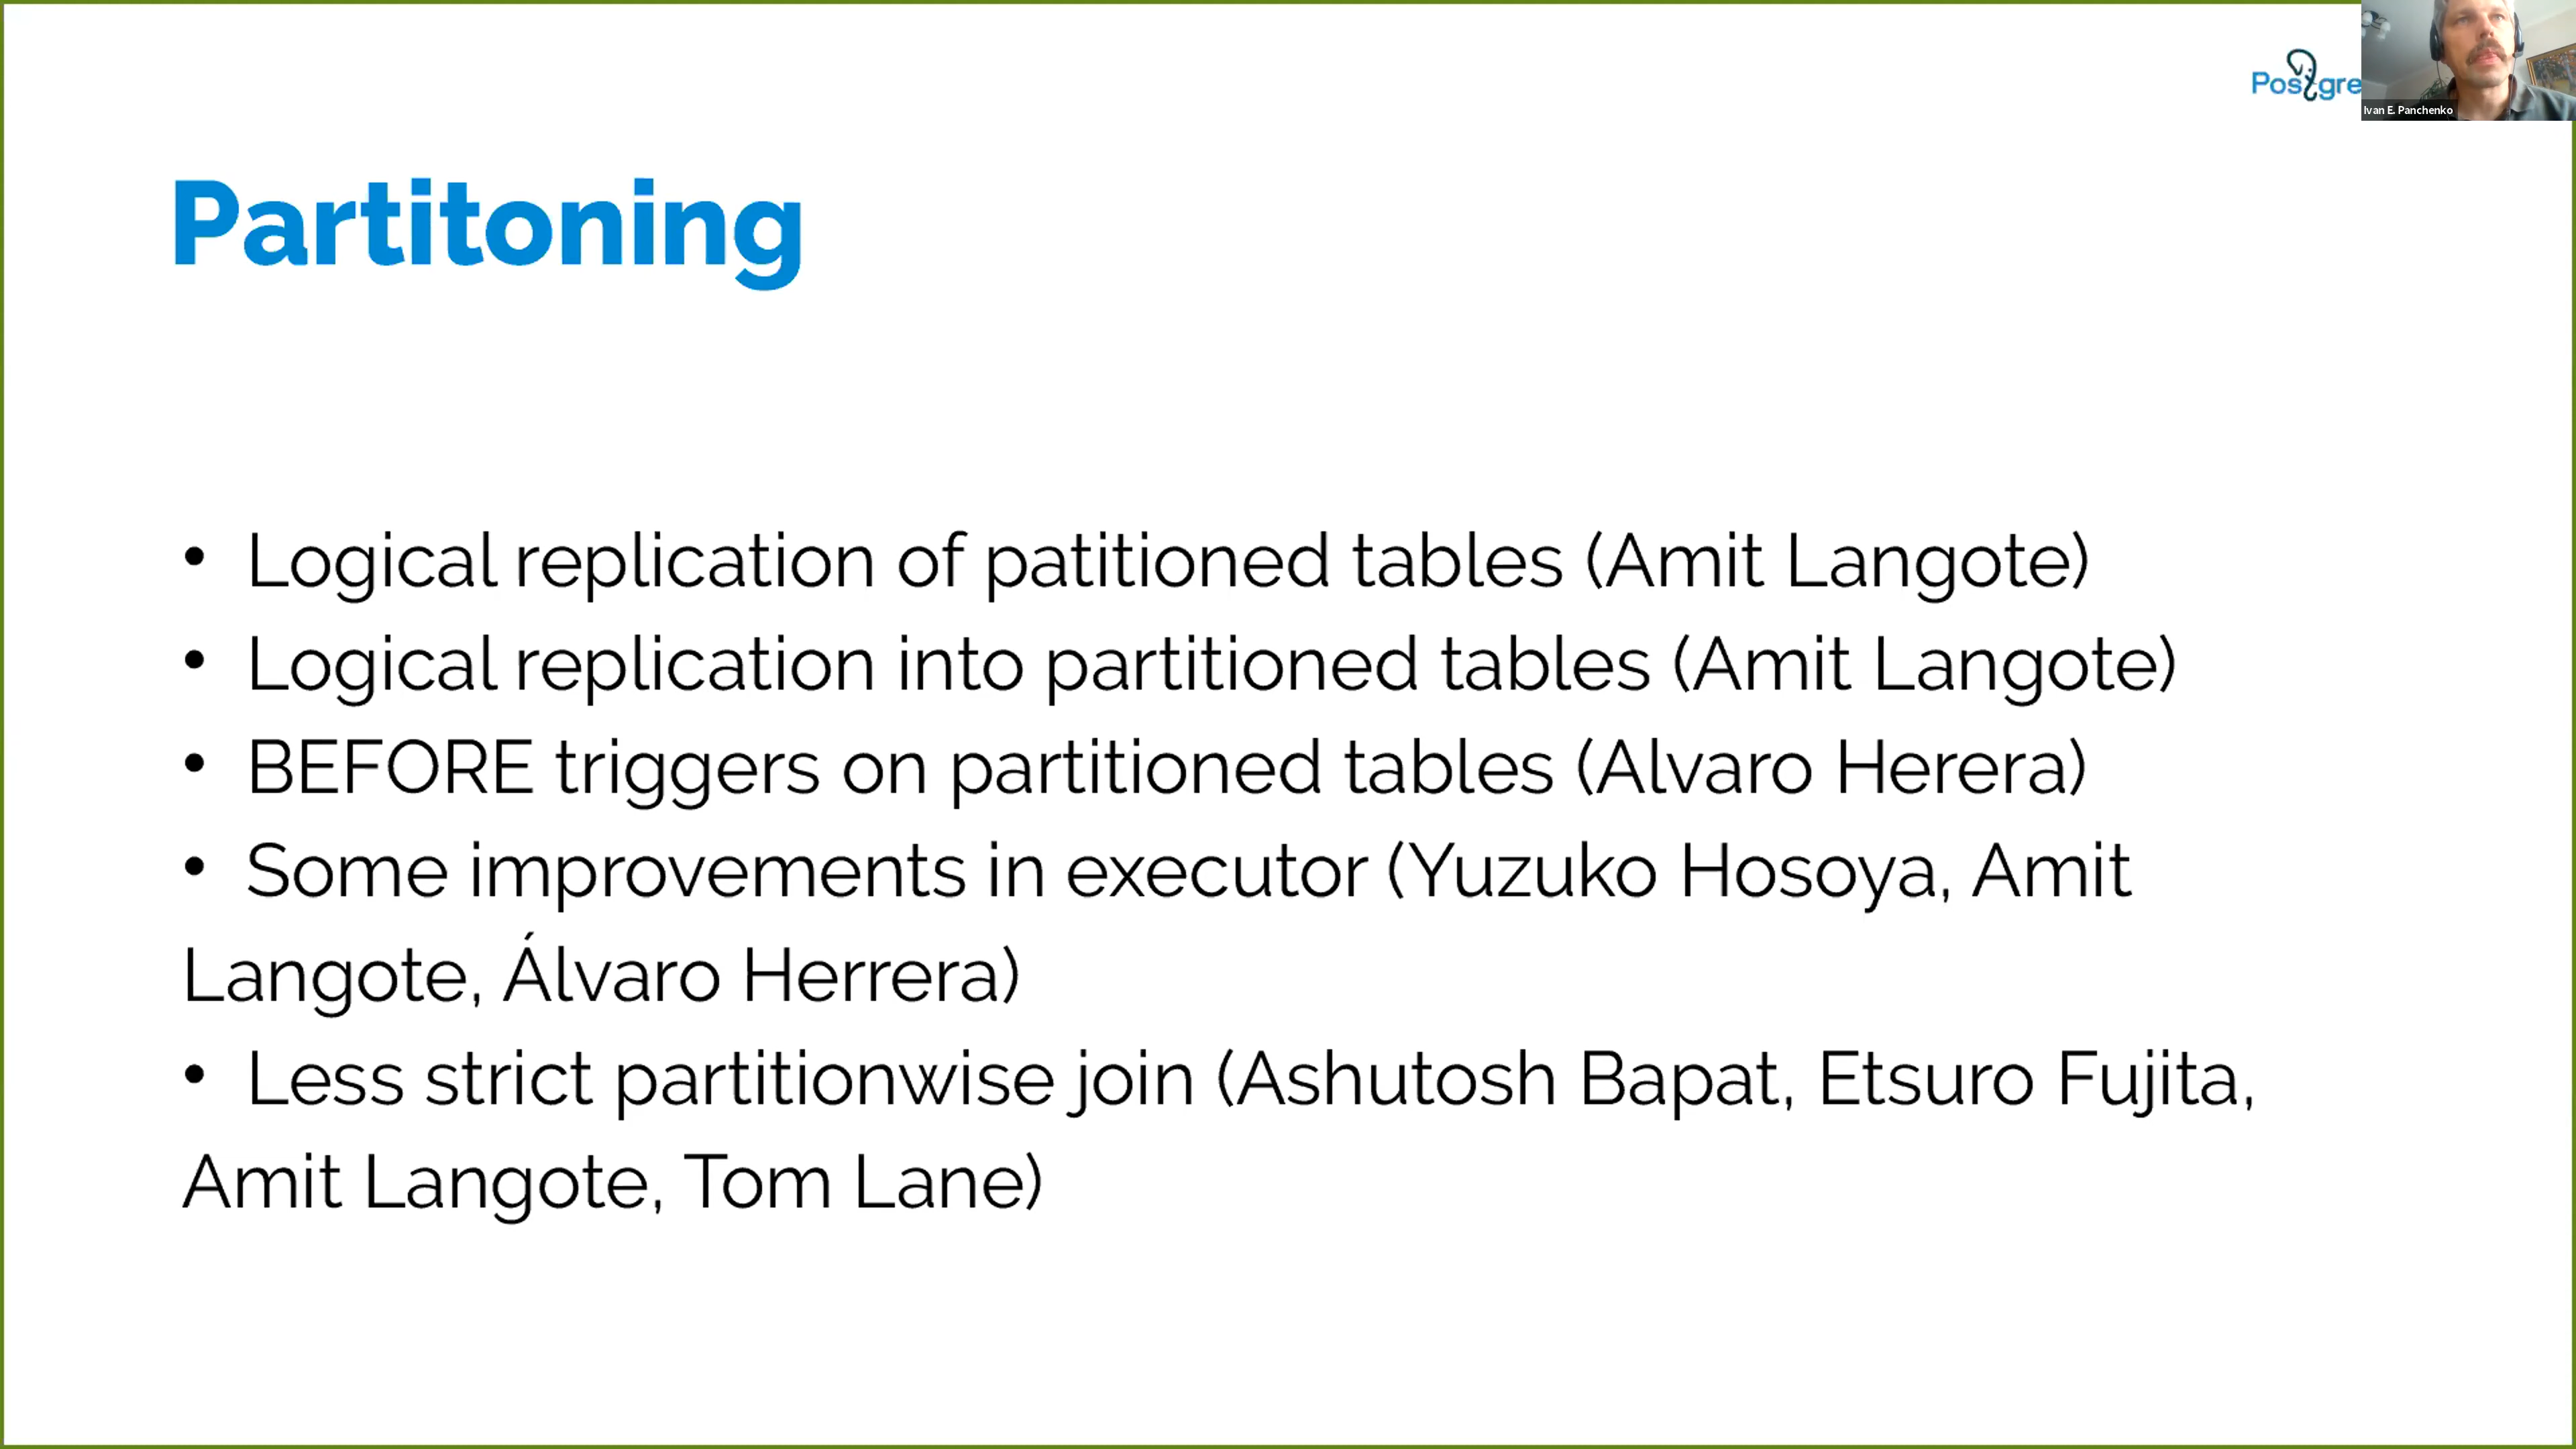 Postgre
Ivan E. Panchenko
Partitoning
• Logical replication of patitioned tables (Amit Langote)
• Logical replication into partitioned tables (Amit Langote)
• BEFORE triggers on partitioned tables (Alvaro Herera)
• Some improvements in executor (Yuzuko Hosoya, Amit
Langote, Álvaro Herrera)
• Less strict partitionwise join (Ashutosh Bapat, Etsuro Fujita,
Amit Langote, Tom Lane)